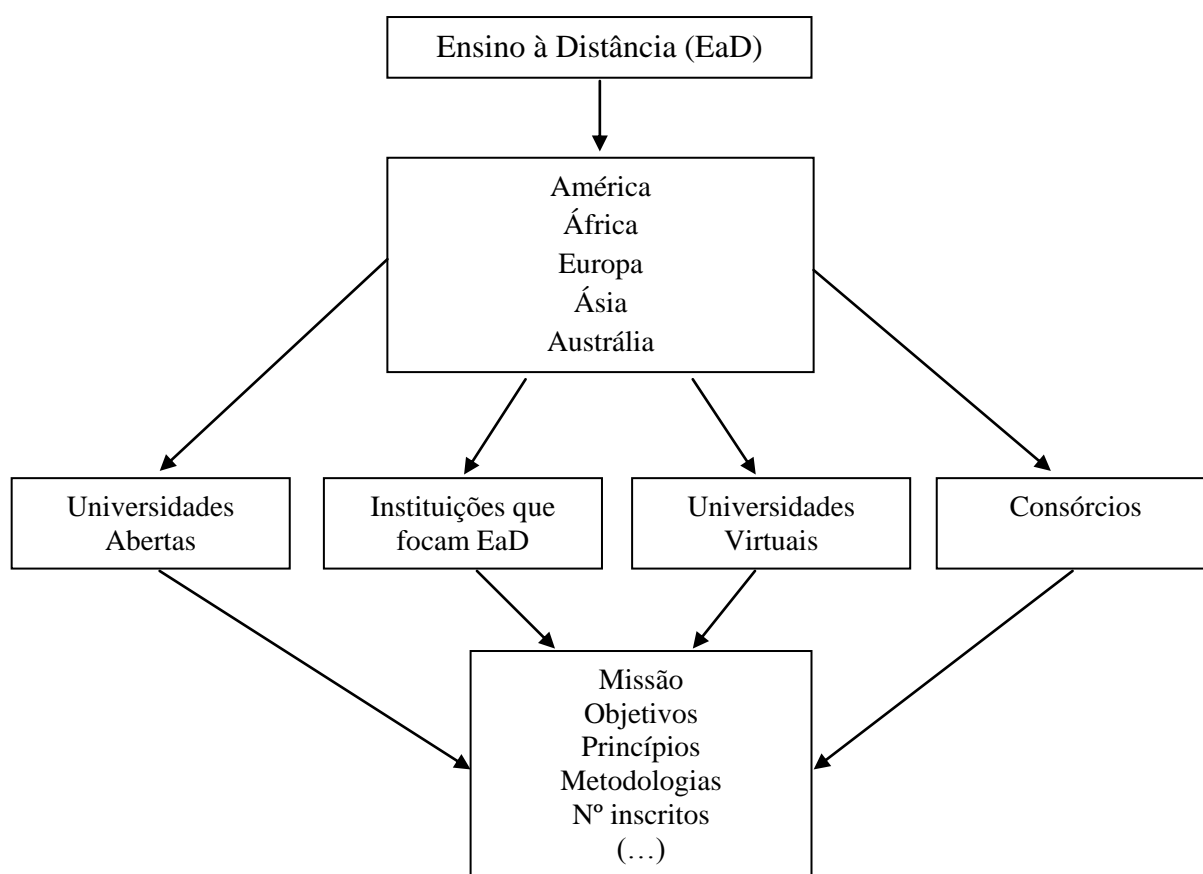 Ensino à Distância (EaD)
América
África
Europa
Ásia
Austrália
Universidades
Abertas
Instituições que
focam EaD
Universidades
Virtuais
Consórcios
Missão
Objetivos
Princípios
Metodologias
Nº inscritos
(…)